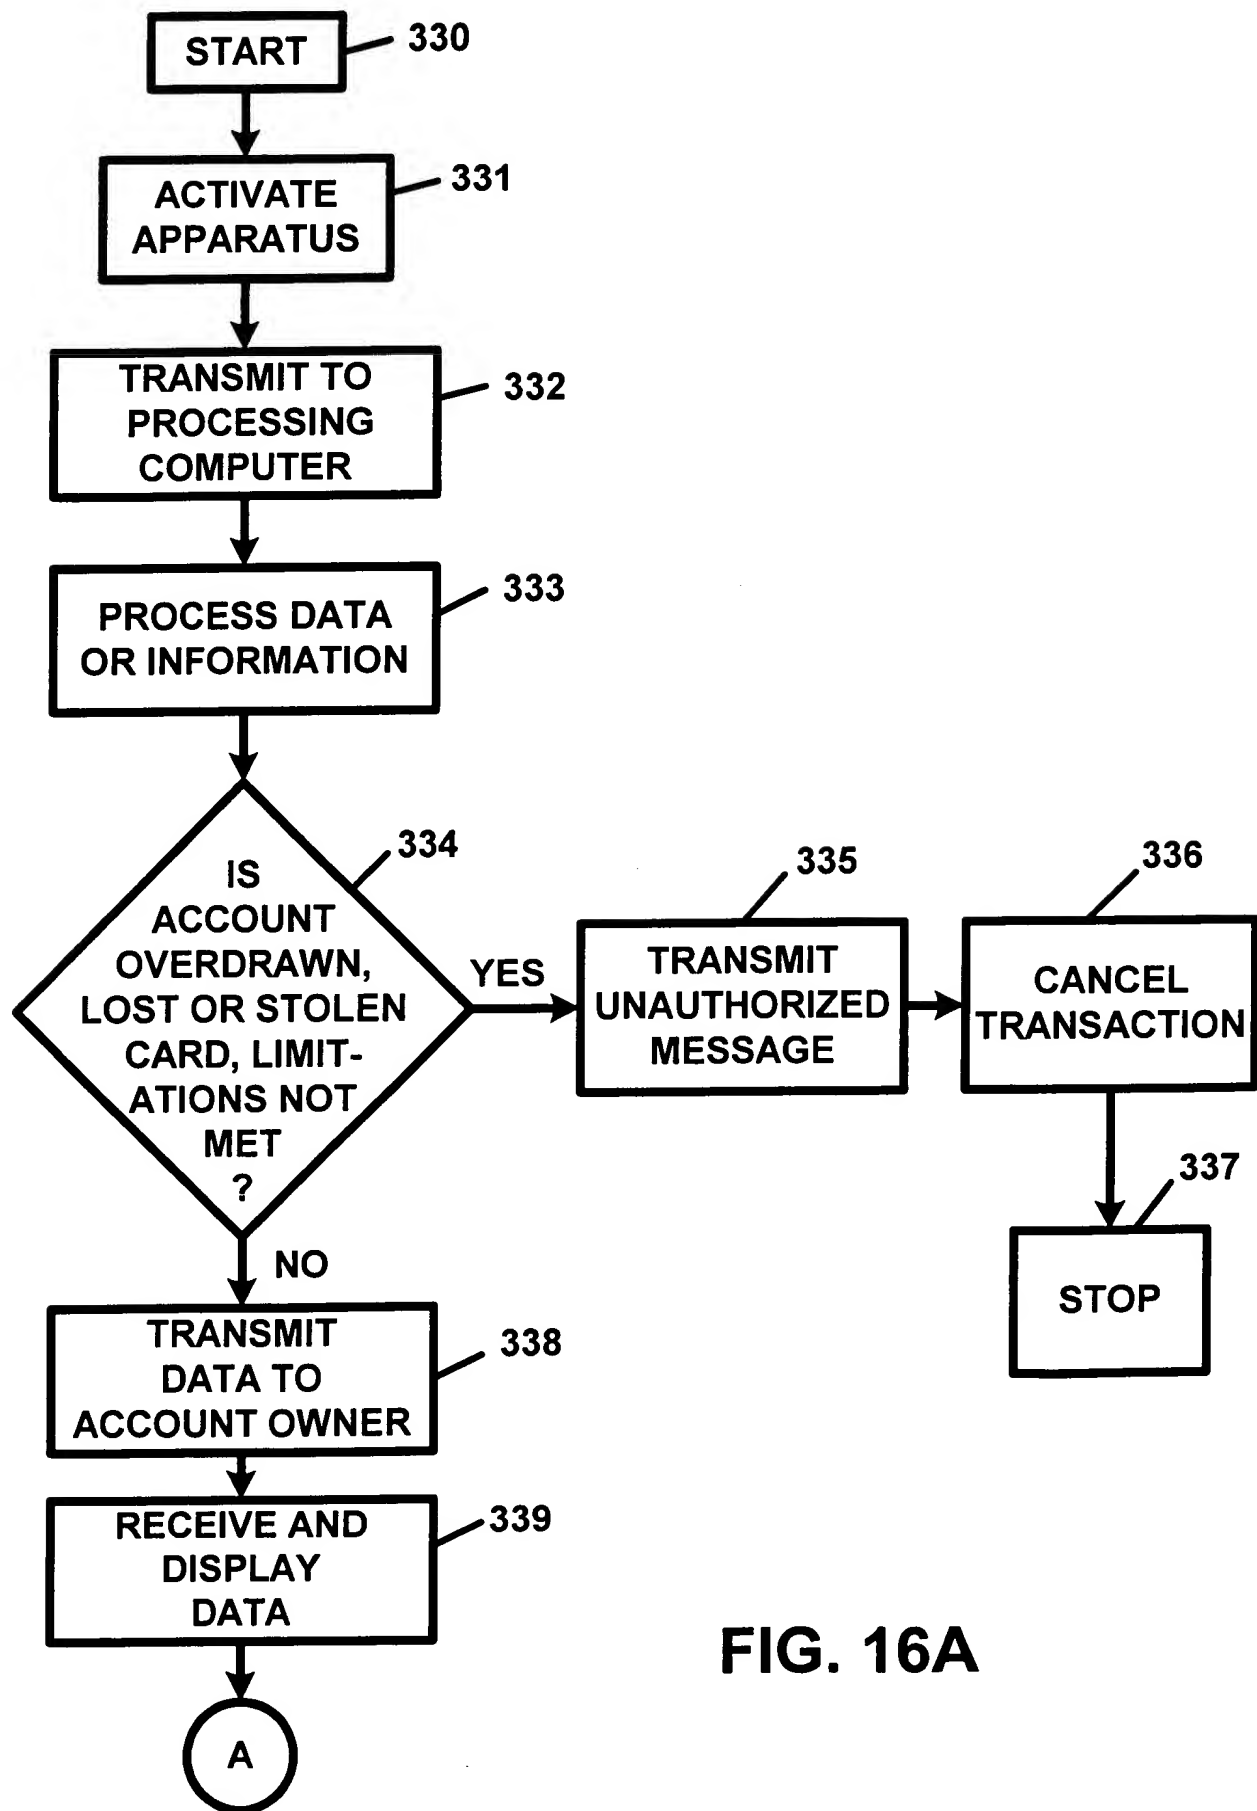 START
330
ACTIVATE
APPARATUS
331
TRANSMIT TO
PROCESSING
COMPUTER
332
PROCESS DATA
OR INFORMATION
333
IS
ACCOUNT
OVERDRAWN,
LOST OR STOLEN
CARD, LIMIT-
ATIONS NOT
MET
?
334
YES
TRANSMIT
UNAUTHORIZED
MESSAGE
335
CANCEL
TRANSACTION
336
STOP
337
NO
TRANSMIT
DATA TO
ACCOUNT OWNER
338
RECEIVE AND
DISPLAY
DATA
339
A
FIG. 16A